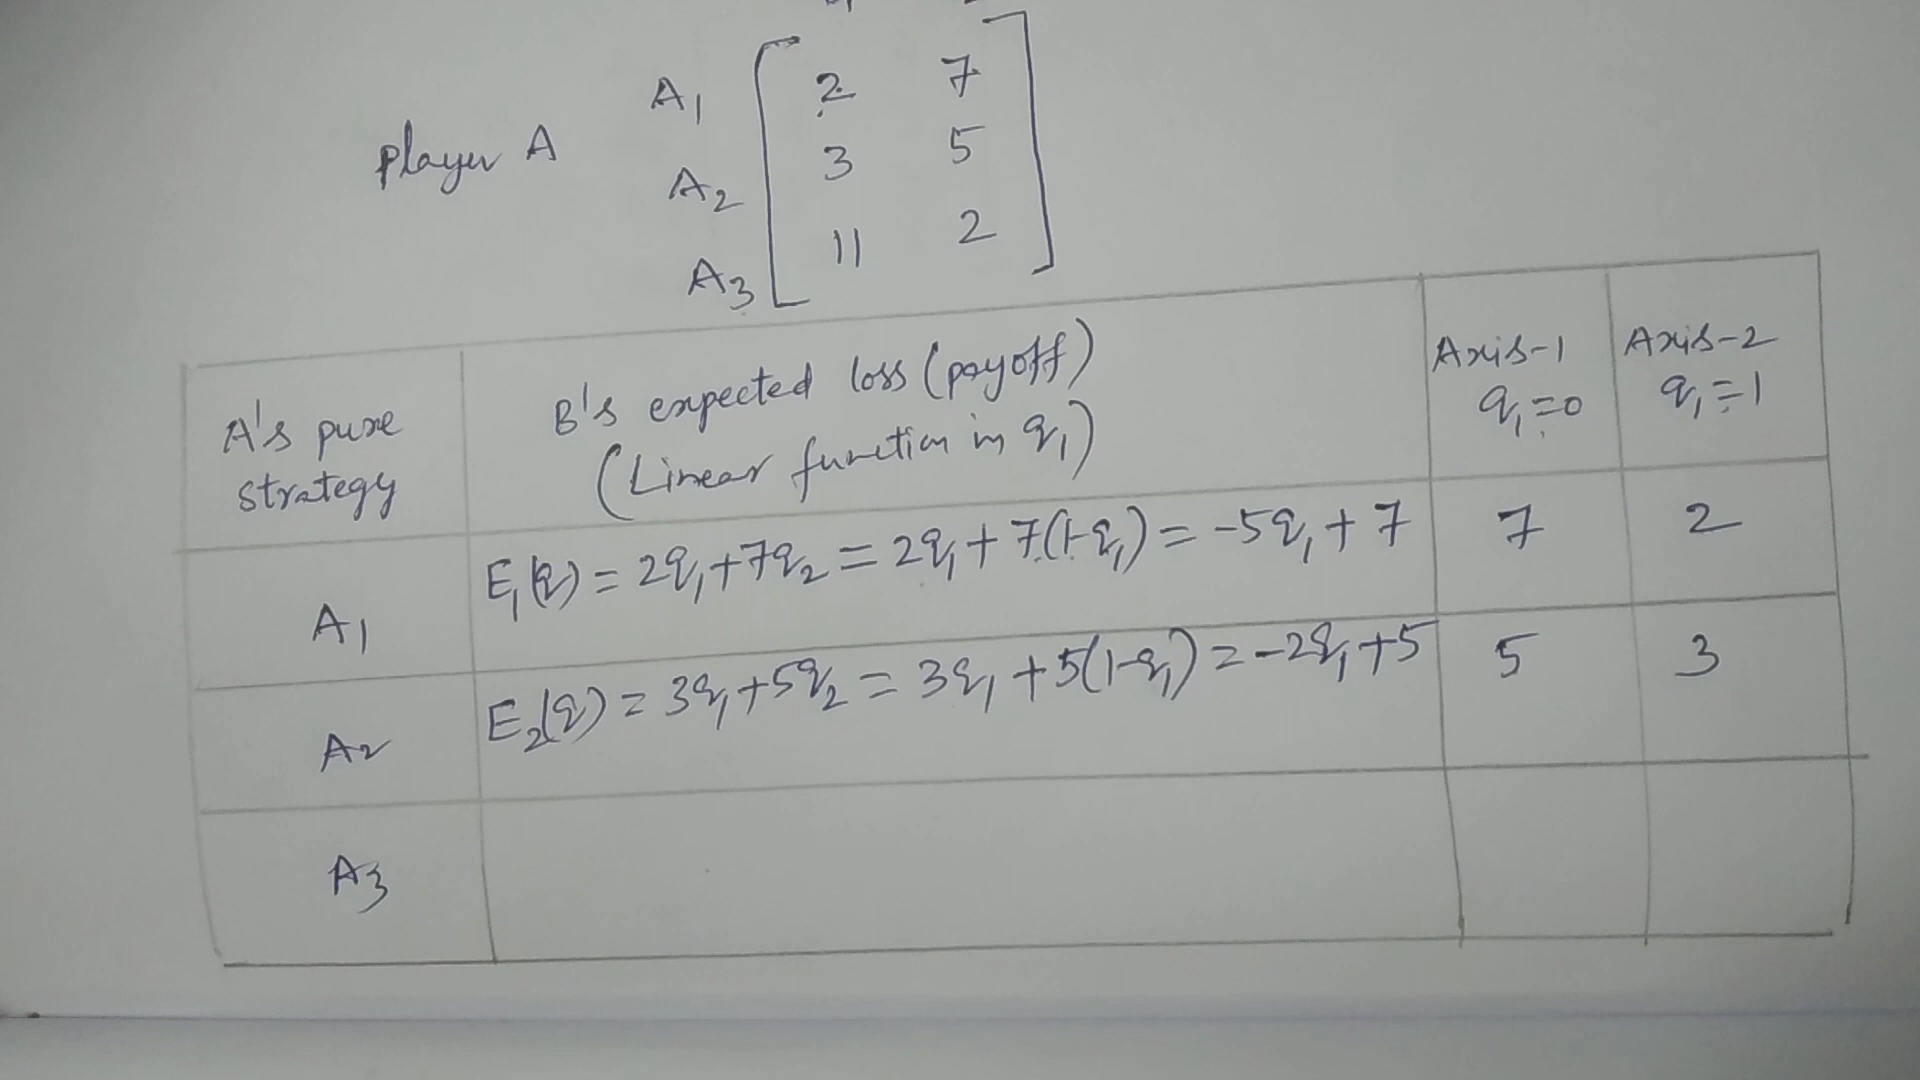 Player A
A₁ 2 7
A₂ 3 5
A₃ 11 2
A's pure strategy
B's expected loss (payoff)
(Linear function in q₁)
Axis-1
q₁=0
Axis-2
q₁=1
A₁ E₁(q) = 2q₁+7q₂ = 2q₁+7(1-q₁) = -5q₁+7 7 2
A₂ E₂(q) = 3q₁+5q₂ = 3q₁+5(1-q₁) = -2q₁+5 5 3
A₃